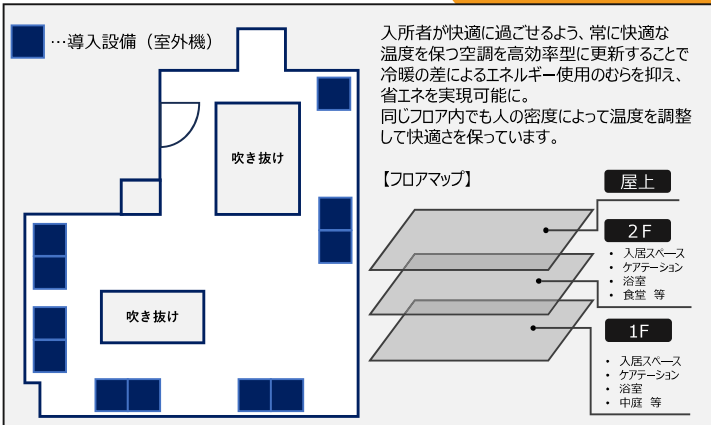 …導入設備（室外機）
吹き抜け
吹き抜け
入所者が快適に過ごせるよう、常に快適な
温度を保つ空調を高効率型に更新することで
冷暖の差によるエネルギー使用のむらを抑え、
省エネを実現可能に。
同じフロア内でも人の密度によって温度を調整
して快適さを保っています。
【フロアマップ】
屋上
2F
• 入居スペース
• ケアテーション
• 浴室
• 食堂 等
1F
• 入居スペース
• ケアテーション
• 浴室
• 中庭 等